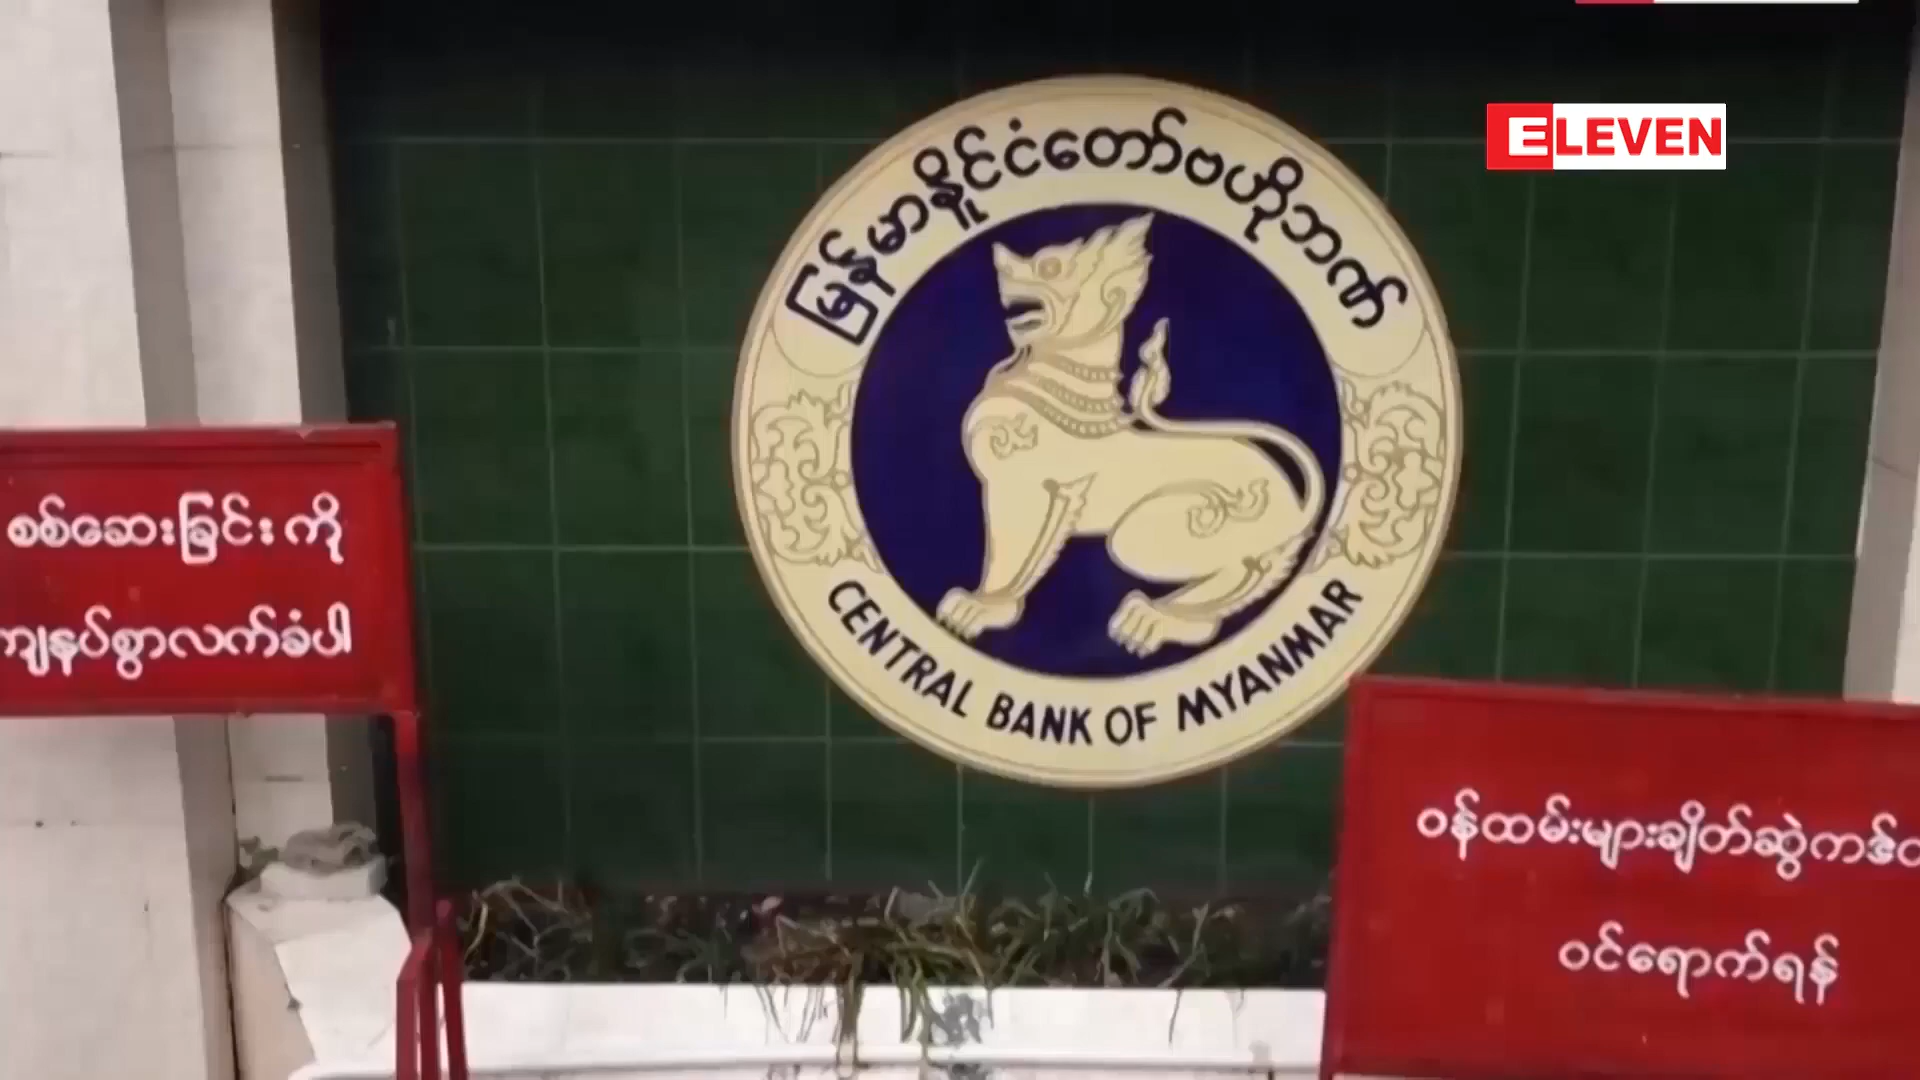 ELEVEN
မြန်မာနိုင်ငံတော်ဗဟိုဘဏ်
CENTRAL BANK OF MYANMAR
စစ်ဆေးခြင်းကို
ကျနပ်စွာလက်ခံပါ
ဝန်ထမ်းများချိတ်ဆွဲကဒ်
ဝင်ရောက်ရန်